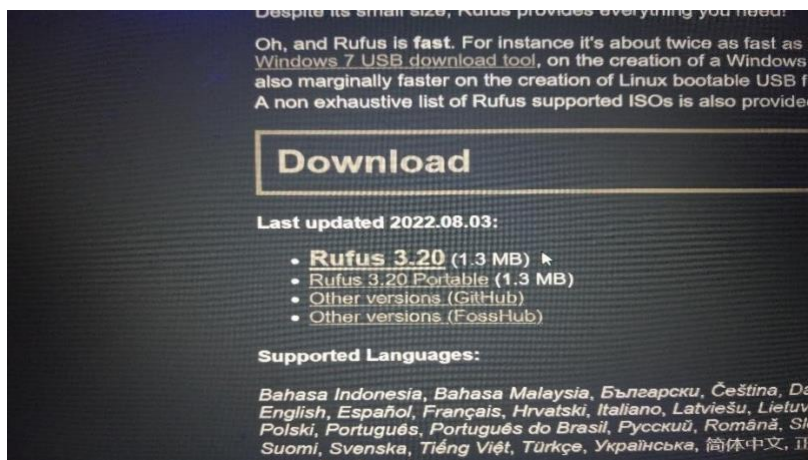 Despite its small size, Rufus provides everything you need!
Oh, and Rufus is fast. For instance it's about twice as fast as
Windows 7 USB download tool, on the creation of a Windows
also marginally faster on the creation of Linux bootable USB
A non exhaustive list of Rufus supported ISOs is also provide
Download
Last updated 2022.08.03:
• Rufus 3.20 (1.3 MB)
• Rufus 3.20 Portable (1.3 MB)
• Other versions (GitHub)
• Other versions (FossHub)
Supported Languages:
Bahasa Indonesia, Bahasa Malaysia, Български, Čeština,
English, Español, Français, Hrvatski, Italiano, Latviešu,
Polski, Português, Português do Brasil, Русский, Română,
Suomi, Svenska, Tiếng Việt, Türkçe, Українська, 简体中文,